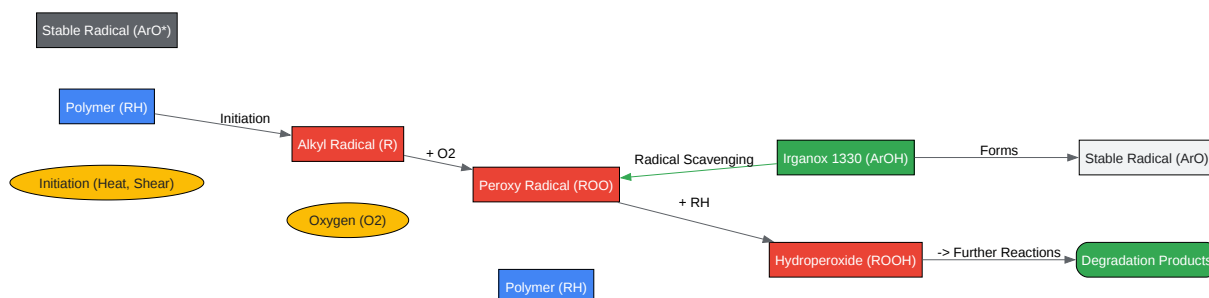 Stable Radical (ArO*)
Polymer (RH)
Initiation
Alkyl Radical (R)
+ O2
Radical Scavenging
Irganox 1330 (ArOH)
Forms
Stable Radical (ArO)
Initiation (Heat, Shear)
Peroxy Radical (ROO)
+ RH
Oxygen (O2)
Hydroperoxide (ROOH)
-> Further Reactions
Degradation Products
Polymer (RH)